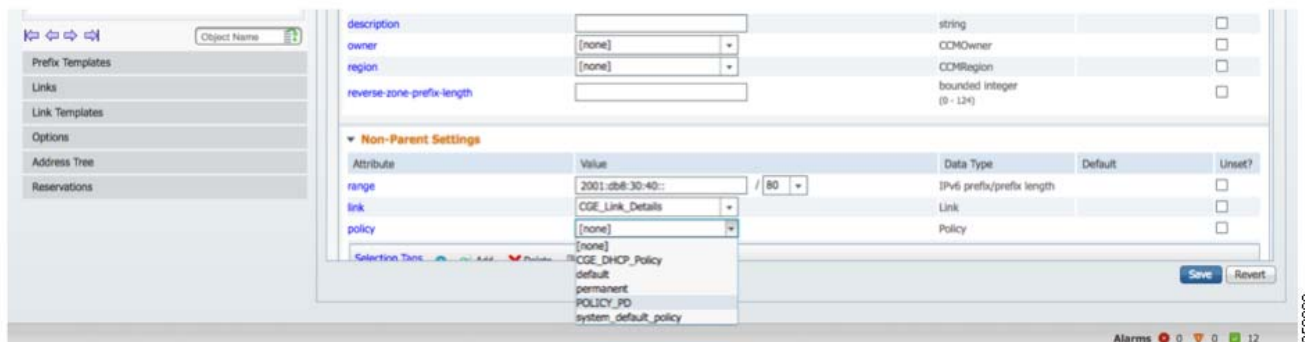 Object Name
Prefix Templates
Links
Link Templates
Options
Address Tree
Reservations
description string
owner [none] CCMOwner
region [none] CCMRegion
reverse-zone-prefix-length bounded integer
(0 - 124)
Non-Parent Settings
Attribute Value Data Type Default Unset?
range 2001:db8:30:40:: / 80 IPv6 prefix/prefix length
link CGE_Link_Details Link
policy [none] Policy
[none]
Selection Tags Add Delete
CGE_DHCP_Policy
default
permanent
POLICY_PD
system_default_policy
Save Revert
Alarms 0 0 12